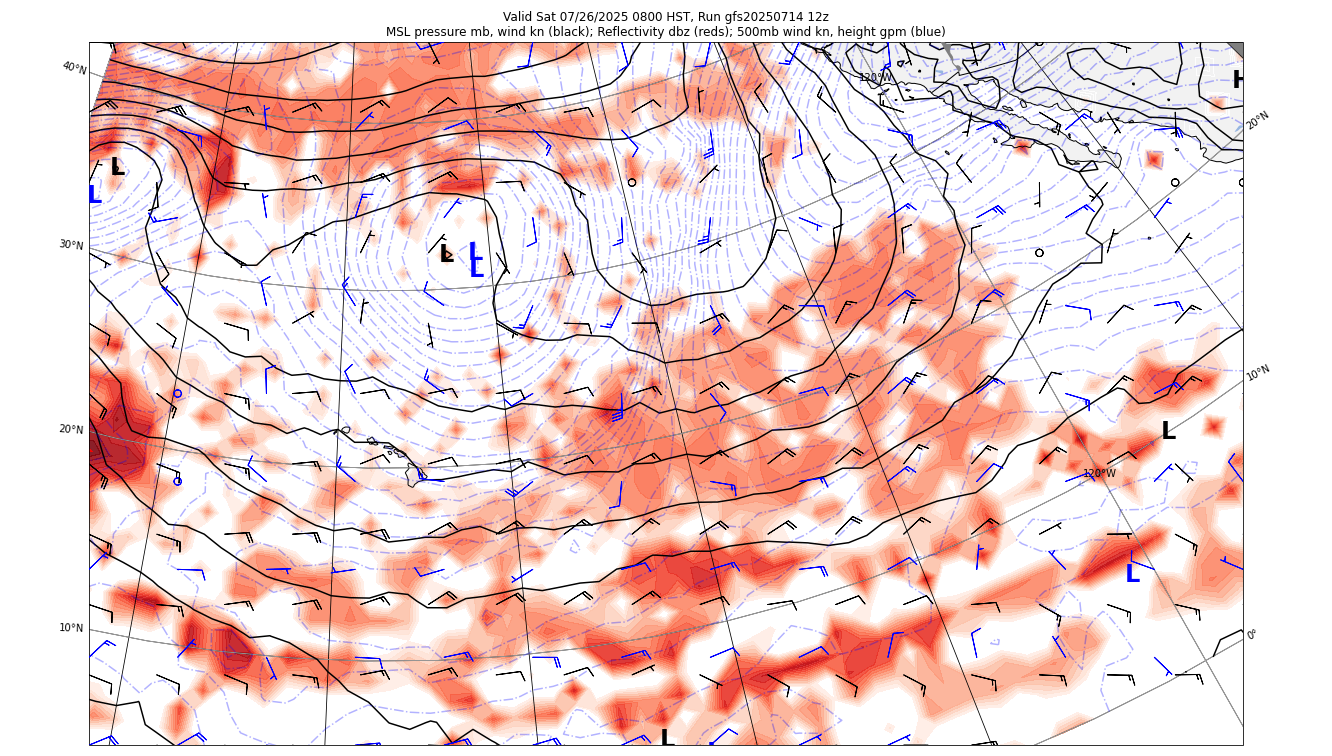 Valid Sat 07/26/2025 0800 HST, Run gfs20250714 12z
MSL pressure mb, wind kn (black); Reflectivity dbz (reds); 500mb wind kn, height gpm (blue)
40°N
120°W
H
20°N
L
L
30°N
L
L
L
10°N
20°N
L
120°W
L
10°N
0°
L